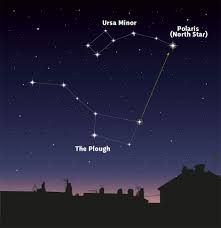 Ursa Minor
Polaris
(North Star)
The Plough